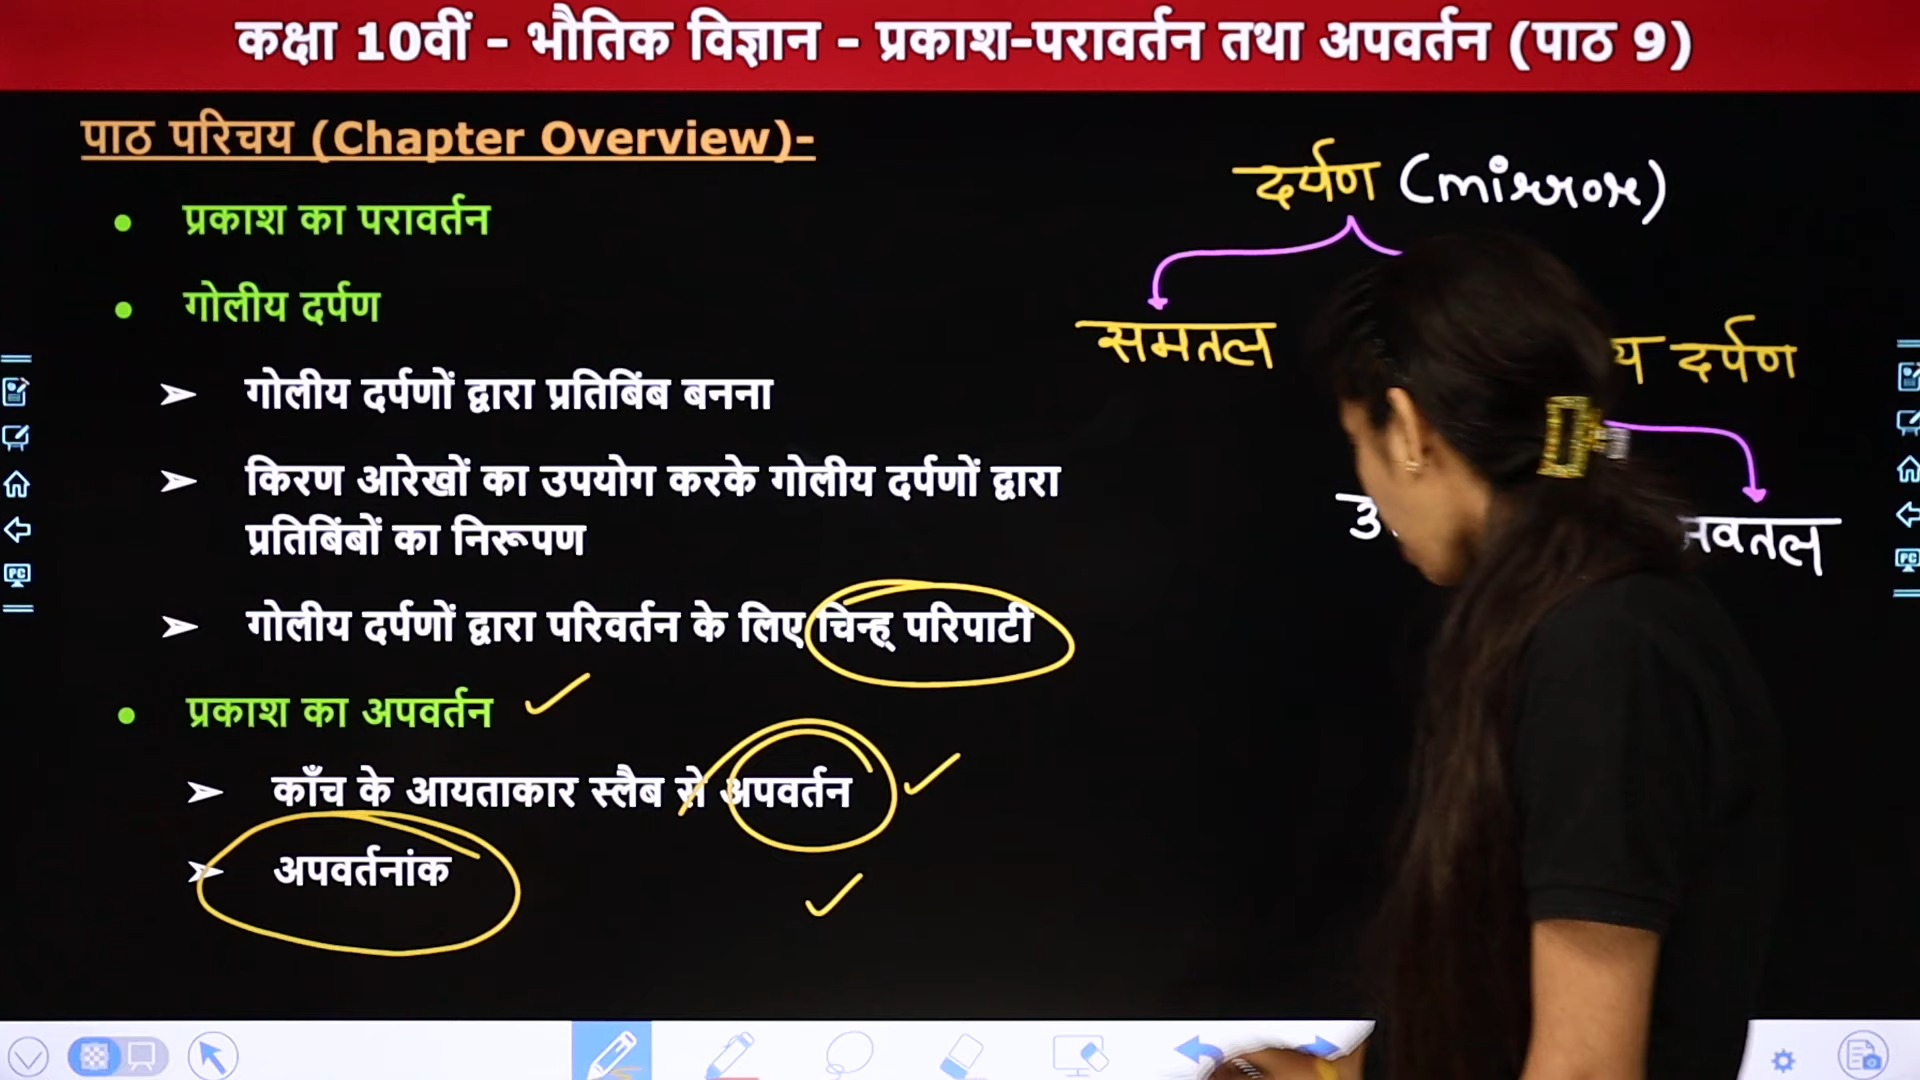 कक्षा 10वीं - भौतिक विज्ञान - प्रकाश-परावर्तन तथा अपवर्तन (पाठ 9)
पाठ परिचय (Chapter Overview)-
• प्रकाश का परावर्तन
• गोलीय दर्पण
➢ गोलीय दर्पणों द्वारा प्रतिबिंब बनना
➢ किरण आरेखों का उपयोग करके गोलीय दर्पणों द्वारा
प्रतिबिंबों का निरूपण
➢ गोलीय दर्पणों द्वारा परिवर्तन के लिए चिन्ह् परिपाटी
• प्रकाश का अपवर्तन
➢ काँच के आयताकार स्लैब से अपवर्तन
➢ अपवर्तनांक
दर्पण (mirror)
समतल
दर्पण